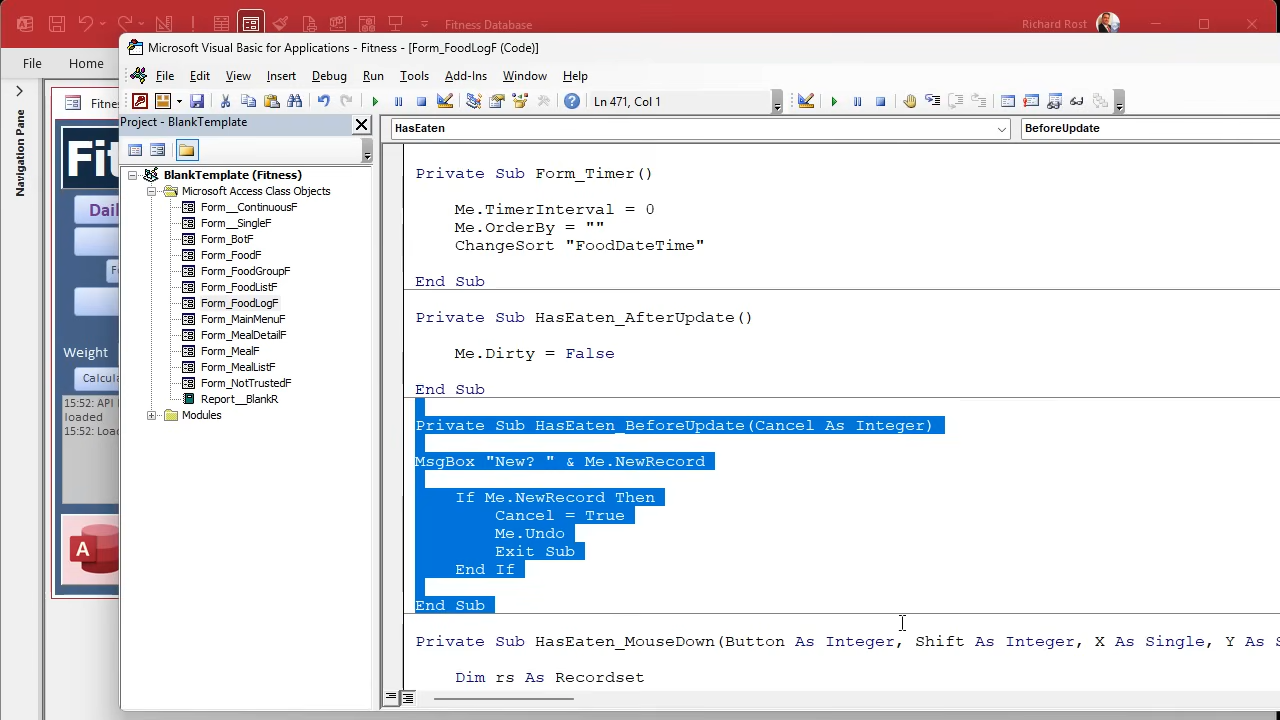 Fitness Database
Richard Rost
File
Home
Microsoft Visual Basic for Applications - Fitness - [Form_FoodLogF (Code)]
File Edit View Insert Debug Run Tools Add-Ins Window Help
Ln 471, Col 1
Project - BlankTemplate
HasEaten
BeforeUpdate
Navigation Pane
BlankTemplate (Fitness)
Microsoft Access Class Objects
Form__ContinuousF
Form__SingleF
Form_BotF
Form_FoodF
Form_FoodGroupF
Form_FoodListF
Form_FoodLogF
Form_MainMenuF
Form_MealDetailF
Form_MealF
Form_MealListF
Form_NotTrustedF
Report__BlankR
Modules
Weight
15:52: API
loaded
15:52:
A
Private Sub Form_Timer()
Me.TimerInterval = 0
Me.OrderBy = ""
ChangeSort "FoodDateTime"
End Sub
Private Sub HasEaten_AfterUpdate()
Me.Dirty = False
End Sub
Private Sub HasEaten_BeforeUpdate(Cancel As Integer)
MsgBox "New? " & Me.NewRecord
If Me.NewRecord Then
Cancel = True
Me.Undo
Exit Sub
End If
End Sub
Private Sub HasEaten_MouseDown(Button As Integer, Shift As Integer, X As Single, Y As S
Dim rs As Recordset